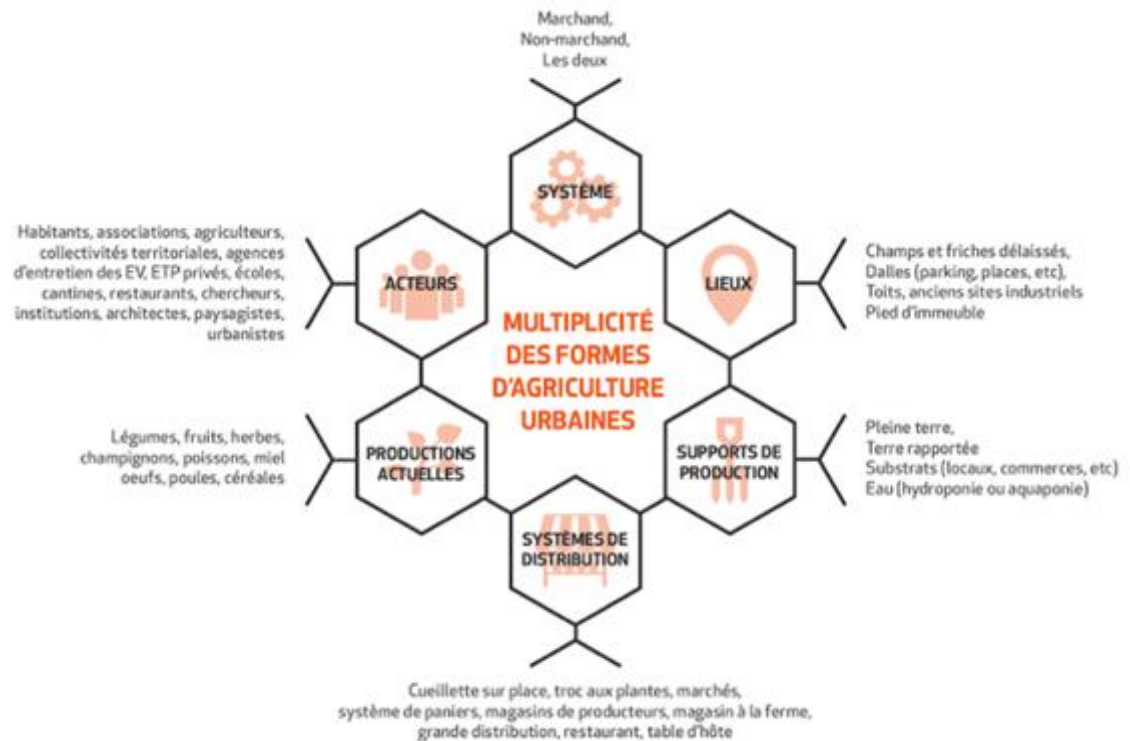 Marchand,
Non-marchand,
Les deux
SYSTÈME
Habitants, associations, agriculteurs,
collectivités territoriales, agences
d'entretien des EV, ETP privés, écoles,
cantines, restaurants, chercheurs,
institutions, architectes, paysagistes,
urbanistes
ACTEURS
LIEUX
Champs et friches délaissés,
Dalles (parking, places, etc),
Toits, anciens sites industriels
Pied d'immeuble
MULTIPLICITÉ
DES FORMES
D'AGRICULTURE
URBAINES
Légumes, fruits, herbes,
champignons, poissons, miel
oeufs, poules, céréales
PRODUCTIONS
ACTUELLES
SUPPORTS DE
PRODUCTION
Pleine terre,
Terre rapportée
Substrats (locaux, commerces, etc)
Eau (hydroponie ou aquaponie)
SYSTÈMES DE
DISTRIBUTION
Cueillette sur place, troc aux plantes, marchés,
système de paniers, magasins de producteurs, magasin à la ferme,
grande distribution, restaurant, table d'hôte